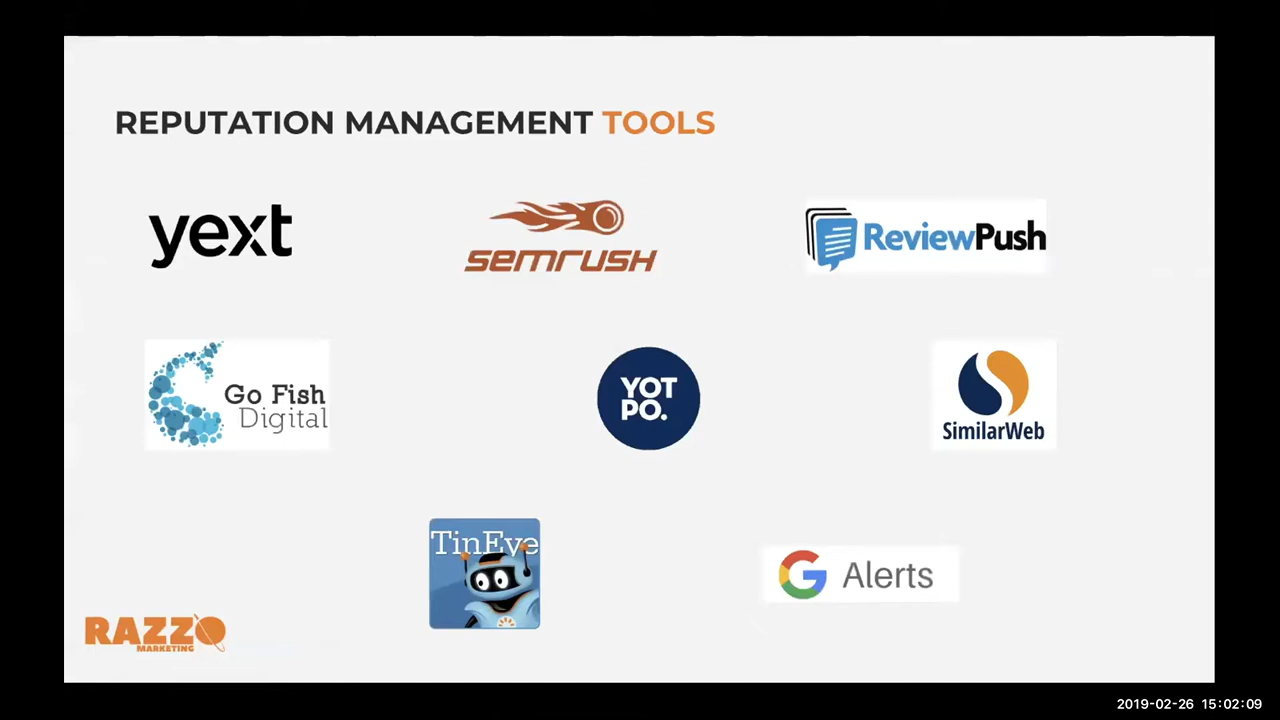 REPUTATION MANAGEMENT TOOLS
yext
semrush
ReviewPush
Go Fish
Digital
YOT
PO.
SimilarWeb
TinEye
G Alerts
RAZZO
MARKETING
2019-02-26 15:02:09